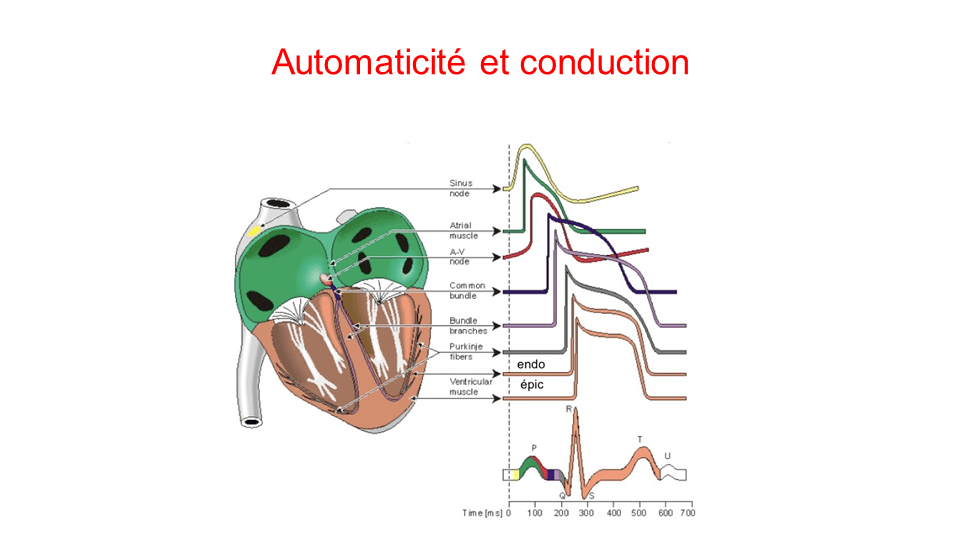 Automaticité et conduction
Sinus
node
Atrial
muscle
A-V
node
Common
bundle
Bundle
branches
Purkinje
fibers
endo
épic
Ventricular
muscle
R
P
T
U
Q
S
Time [ms] 0 100 200 300 400 500 600 700